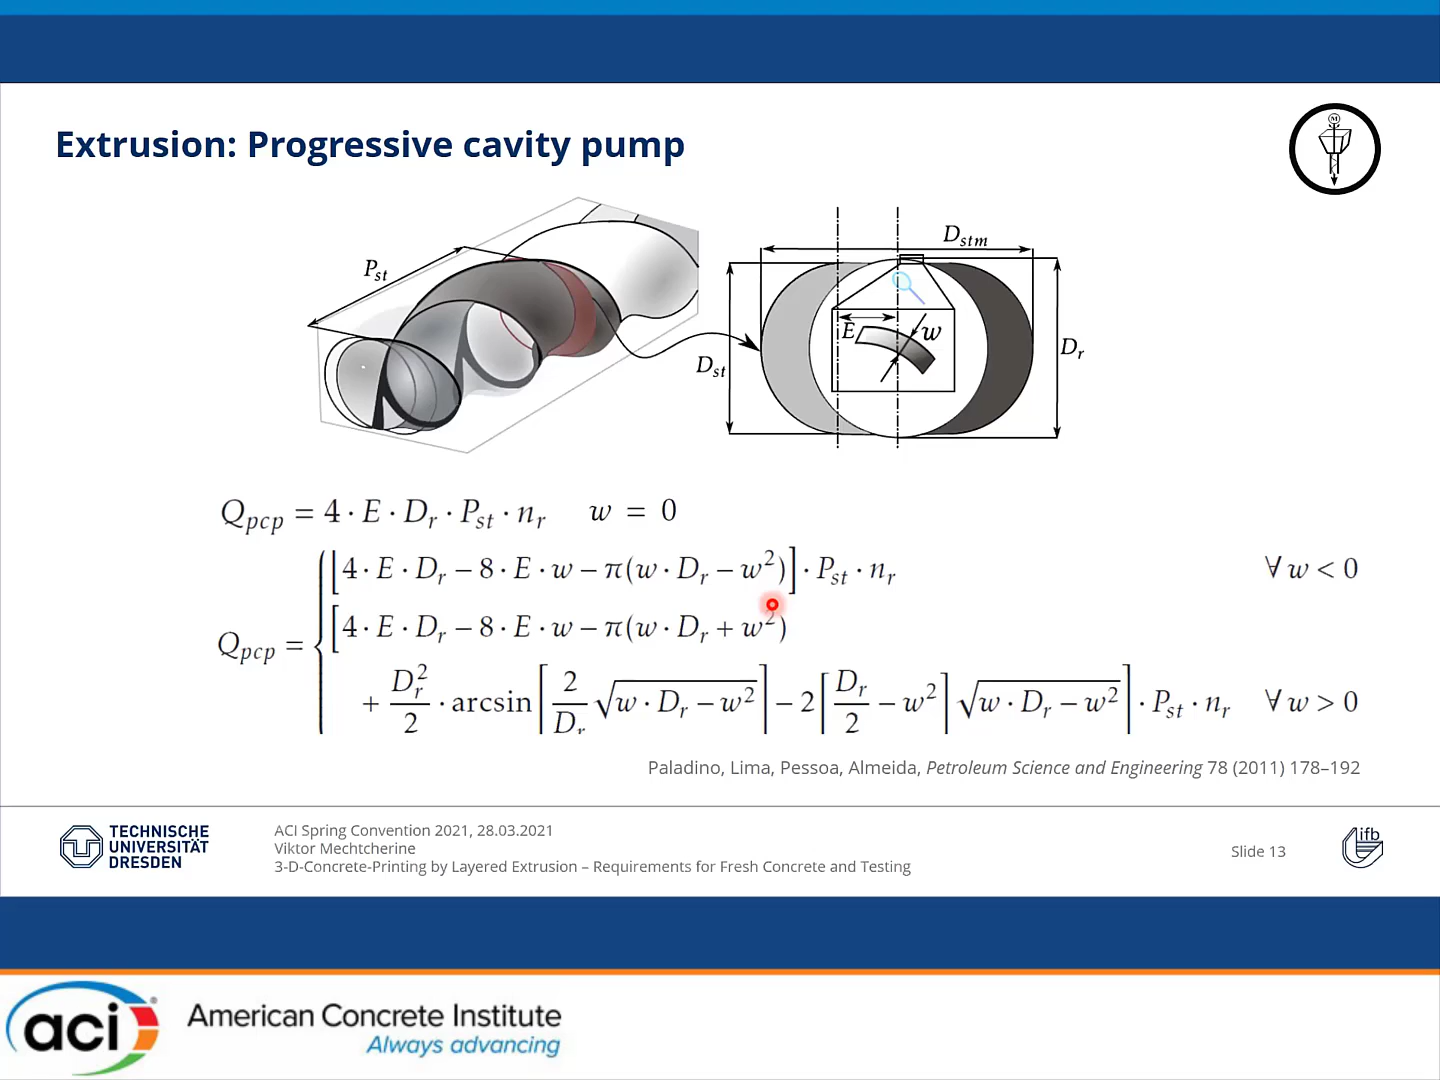 Extrusion: Progressive cavity pump
M
P_st
D_stm
E
w
D_st
D_r
Q_pcp = 4 · E · D_r · P_st · n_r w = 0
[4 · E · D_r − 8 · E · w − π(w · D_r − w²)] · P_st · n_r ∀ w < 0
Q_pcp = {
[4 · E · D_r − 8 · E · w − π(w · D_r + w²)
+ D_r²/2 · arcsin[2/D_r √(w · D_r − w²)] − 2[D_r/2 − w²] √(w · D_r − w²)] · P_st · n_r ∀ w > 0
Paladino, Lima, Pessoa, Almeida, Petroleum Science and Engineering 78 (2011) 178–192
TECHNISCHE
UNIVERSITÄT
DRESDEN
ACI Spring Convention 2021, 28.03.2021
Viktor Mechtcherine
3-D-Concrete-Printing by Layered Extrusion – Requirements for Fresh Concrete and Testing
Slide 13
ifb
aci
American Concrete Institute
Always advancing